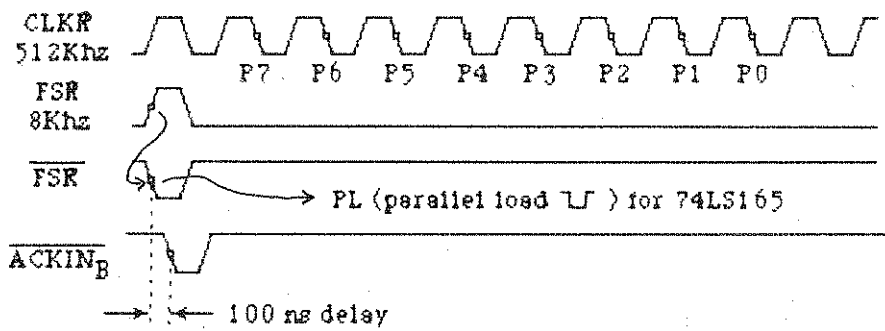 CLKR
512Khz
P7 P6 P5 P4 P3 P2 P1 P0
FSR
8Khz
FSR
PL (parallel load ) for 74LS165
ACKINB
100 ns delay